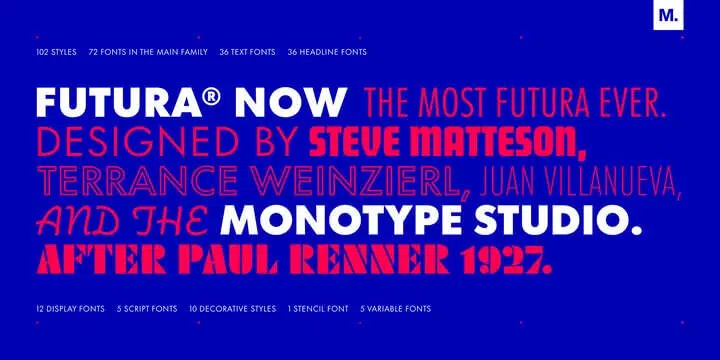 M.
102 STYLES 72 FONTS IN THE MAIN FAMILY 36 TEXT FONTS 36 HEADLINE FONTS
FUTURA® NOW THE MOST FUTURA EVER.
DESIGNED BY STEVE MATTESON,
TERRANCE WEINZIERL, JUAN VILLANUEVA,
AND THE MONOTYPE STUDIO.
AFTER PAUL RENNER 1927.
12 DISPLAY FONTS 5 SCRIPT FONTS 10 DECORATIVE STYLES 1 STENCIL FONT 5 VARIABLE FONTS